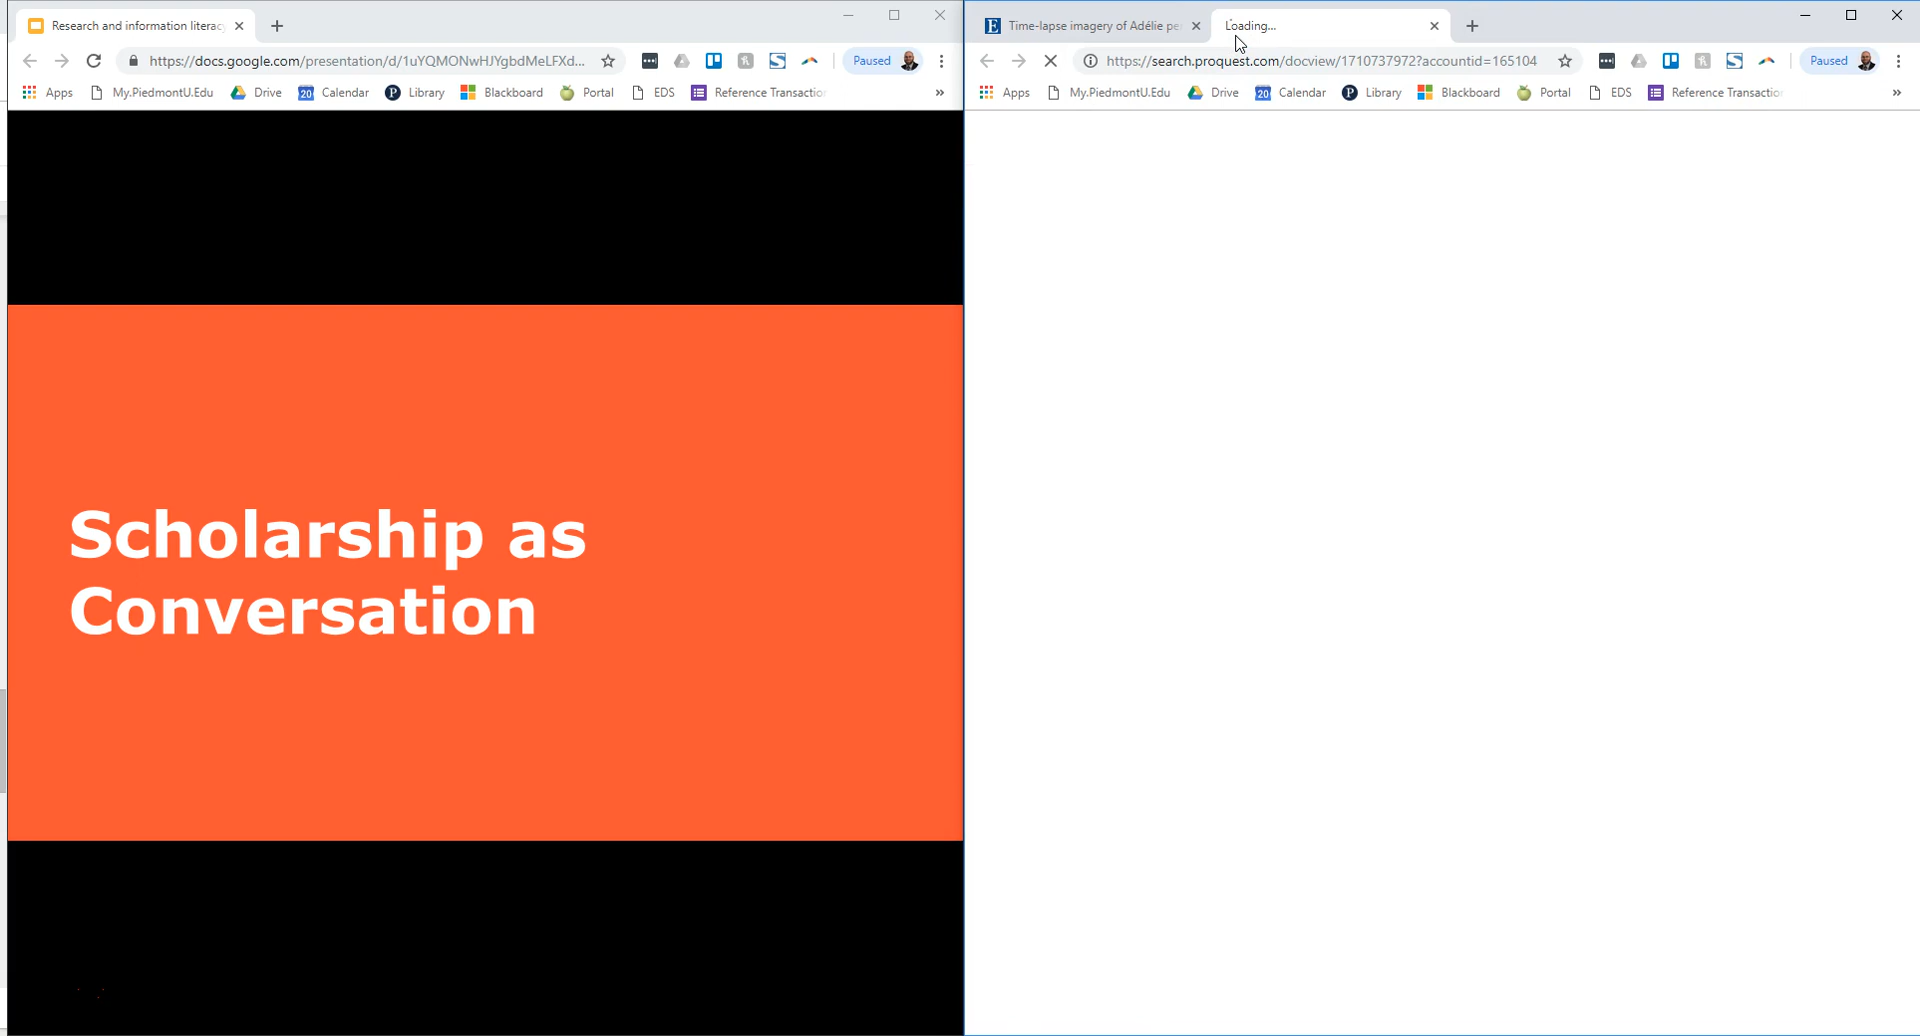 Research and information literac
https://docs.google.com/presentation/d/1uYQMONwHJYgbdMeLFXd...
Paused
Apps My.PiedmontU.Edu Drive 20 Calendar P Library Blackboard Portal EDS Reference Transactio »
Scholarship as
Conversation
E Time-lapse imagery of Adélie pe
Loading...
https://search.proquest.com/docview/1710737972?accountid=165104
Paused
Apps My.PiedmontU.Edu Drive 20 Calendar P Library Blackboard Portal EDS Reference Transactio »